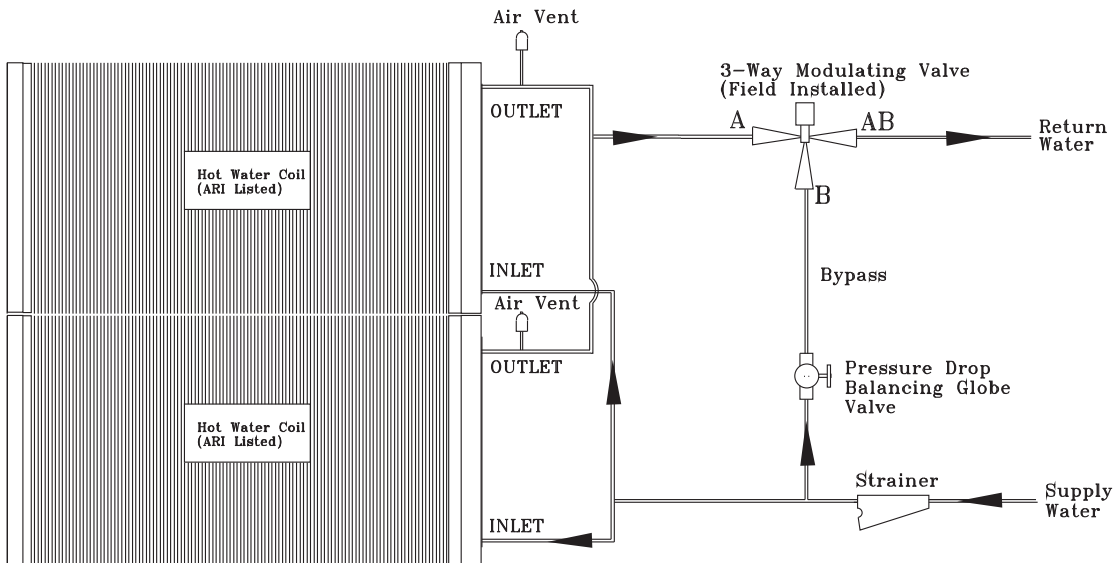 Air Vent
3-Way Modulating Valve
(Field Installed)
OUTLET
A
AB
Return
Water
Hot Water Coil
(ARI Listed)
B
INLET
Bypass
Air Vent
OUTLET
Pressure Drop
Balancing Globe
Valve
Hot Water Coil
(ARI Listed)
Strainer
Supply
Water
INLET